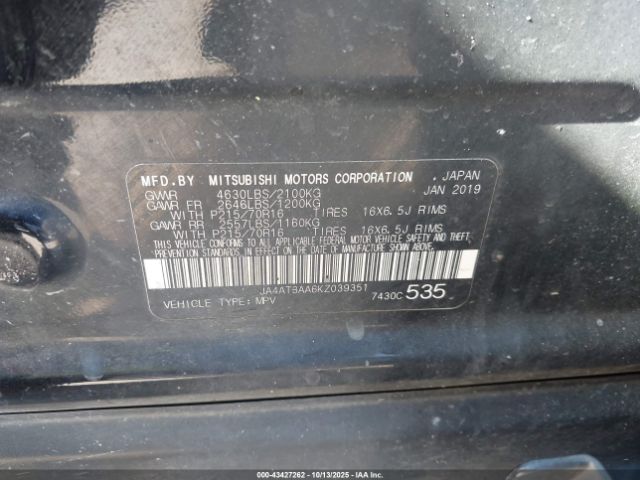 MFD.BY MITSUBISHI MOTORS CORPORATION . JAPAN
GVWR 4630LBS/2100KG JAN 2019
GAWR FR 2646LBS/1200KG
WITH P215/70R16 TIRES 16X6.5J RIMS
GAWR RR 2557LBS/1160KG
WITH P215/70R16 TIRES 16X6.5J RIMS
THIS VEHICLE CONFORMS TO ALL
APPLICABLE FEDERAL MOTOR VEHICLE SAFETY AND THEFT
PREVENTION STANDARDS IN EFFECT ON THE DATE OF MANUFACTURE SHOWN ABOVE.
JA4AT3AA6KZ039351
VEHICLE TYPE: MPV 7430C 535
000-43427262 - 10/13/2025 - IAAI.COM